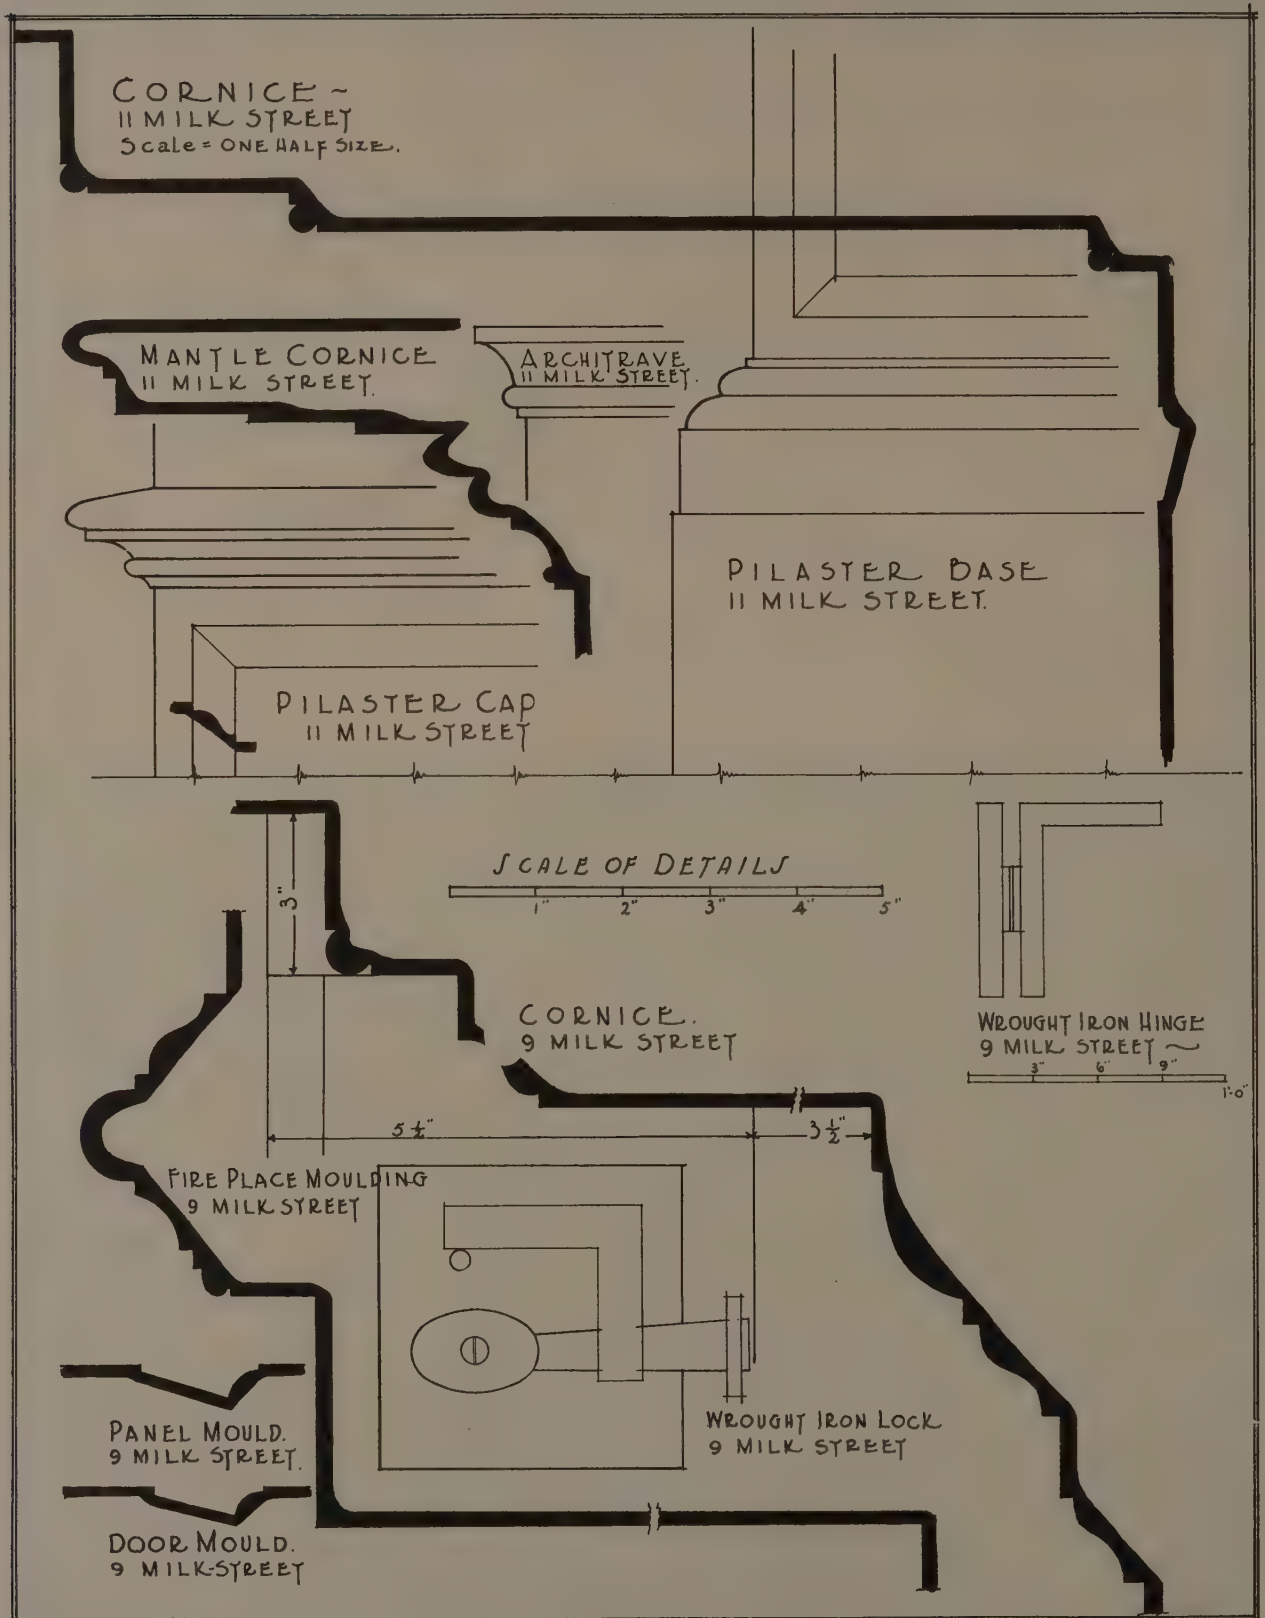 CORNICE ~
11 MILK STREET
Scale = ONE HALF SIZE.
MANTLE CORNICE
11 MILK STREET.
ARCHITRAVE
11 MILK STREET.
PILASTER BASE
11 MILK STREET.
PILASTER CAP
11 MILK STREET
3"
SCALE OF DETAILS
1" 2" 3" 4" 5"
CORNICE.
9 MILK STREET
WROUGHT IRON HINGE
9 MILK STREET ~
3" 6" 9" 1'-0"
5 1/2" 3 1/2"
FIRE PLACE MOULDING
9 MILK STREET
WROUGHT IRON LOCK
9 MILK STREET
PANEL MOULD.
9 MILK STREET.
DOOR MOULD.
9 MILK-STREET